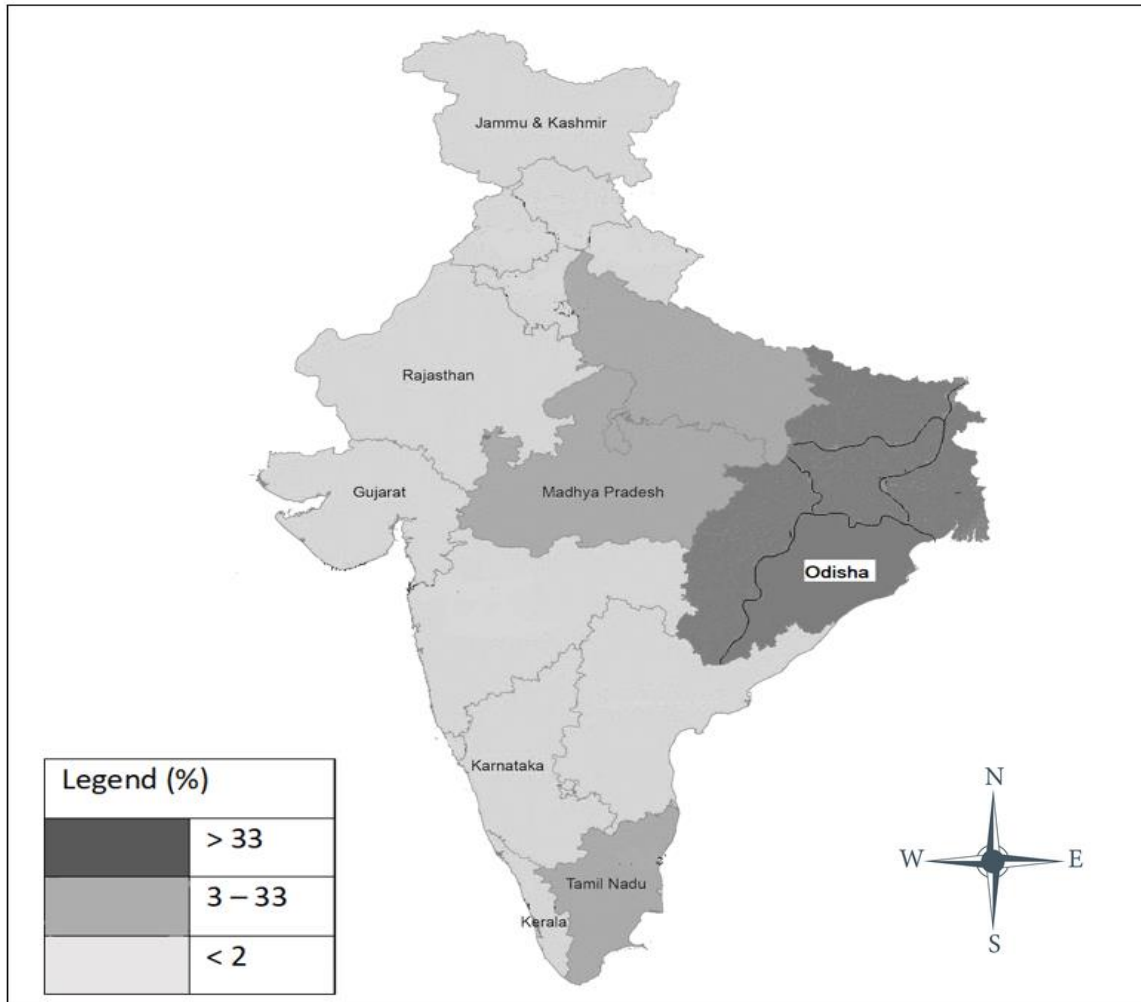 Jammu & Kashmir
Rajasthan
Gujarat
Madhya Pradesh
Odisha
Karnataka
Tamil Nadu
Kerala
Legend (%)
> 33
3 – 33
< 2
N
W
E
S